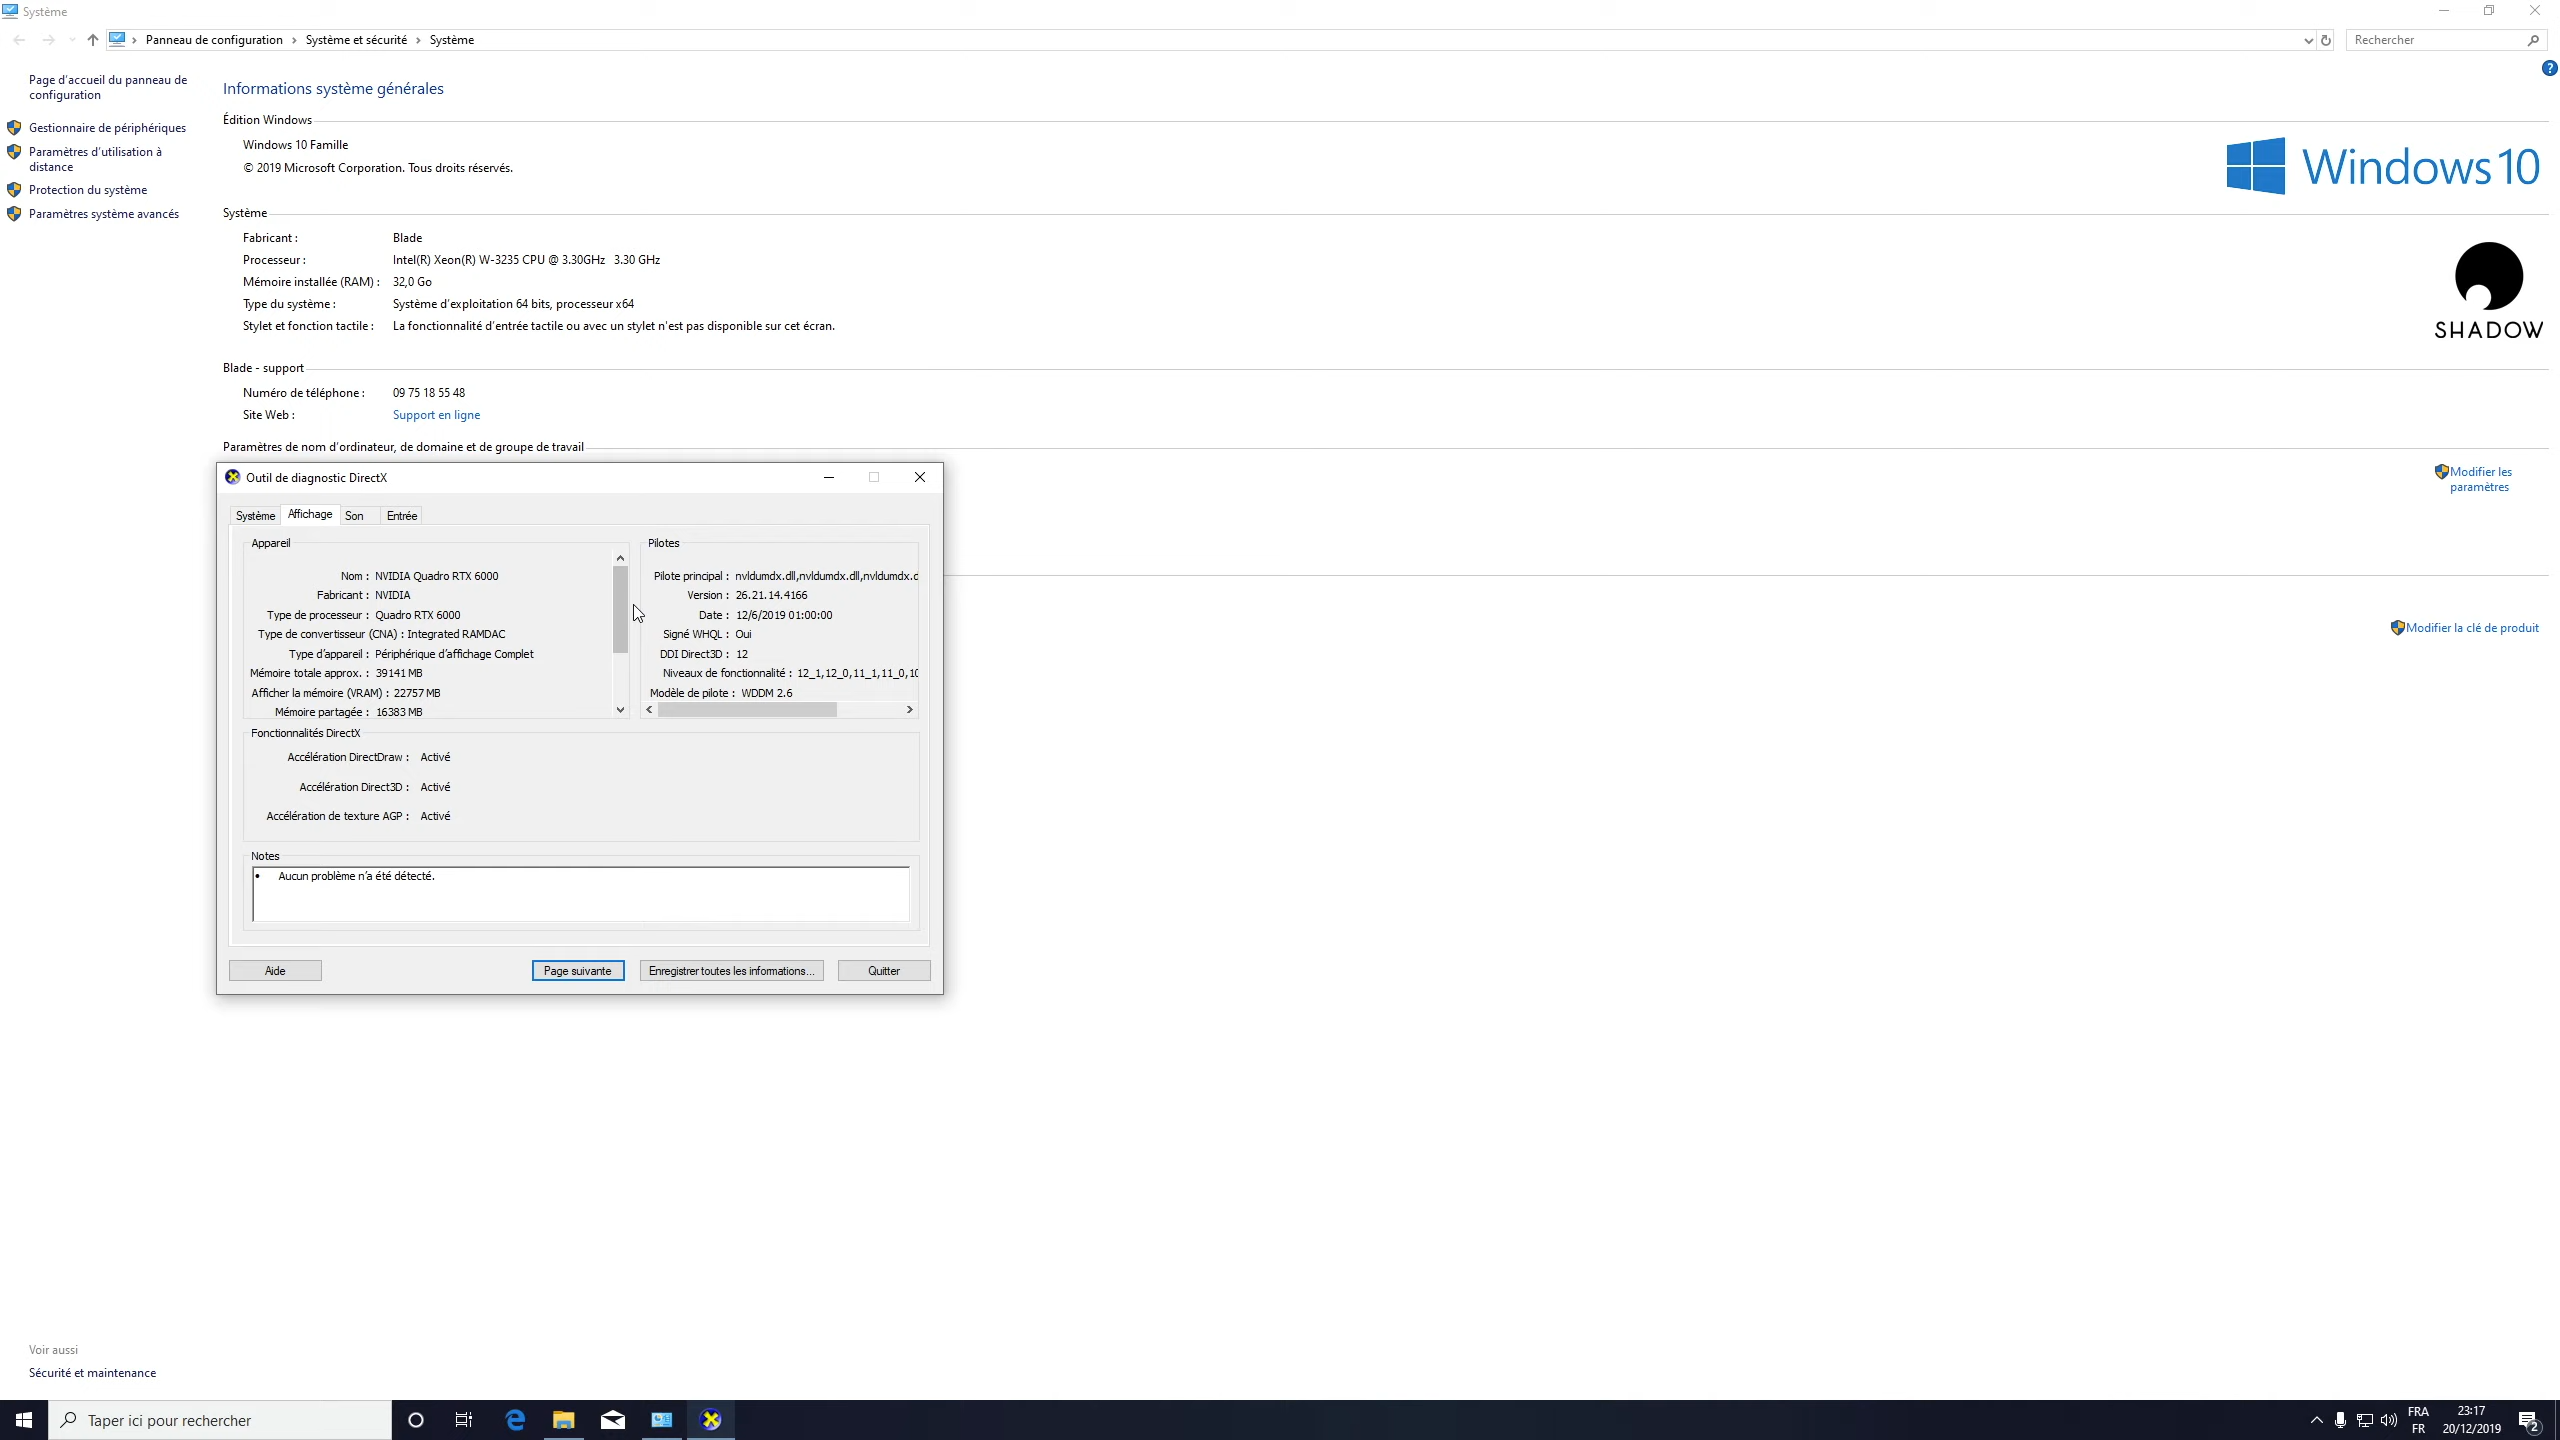 Système
Panneau de configuration › Système et sécurité › Système
Rechercher
Page d'accueil du panneau de
configuration
Gestionnaire de périphériques
Paramètres d'utilisation à
distance
Protection du système
Paramètres système avancés
Informations système générales
Édition Windows
Windows 10 Famille
© 2019 Microsoft Corporation. Tous droits réservés.
Windows 10
Système
Fabricant : Blade
Processeur : Intel(R) Xeon(R) W-3235 CPU @ 3.30GHz 3.30 GHz
Mémoire installée (RAM) : 32,0 Go
Type du système : Système d'exploitation 64 bits, processeur x64
Stylet et fonction tactile : La fonctionnalité d'entrée tactile ou avec un stylet n'est pas disponible sur cet écran.
SHADOW
Blade - support
Numéro de téléphone : 09 75 18 55 48
Site Web : Support en ligne
Paramètres de nom d'ordinateur, de domaine et de groupe de travail
Modifier les
paramètres
Modifier la clé de produit
Outil de diagnostic DirectX
Système Affichage Son Entrée
Appareil
Nom : NVIDIA Quadro RTX 6000
Fabricant : NVIDIA
Type de processeur : Quadro RTX 6000
Type de convertisseur (CNA) : Integrated RAMDAC
Type d'appareil : Périphérique d'affichage Complet
Mémoire totale approx. : 39141 MB
Afficher la mémoire (VRAM) : 22757 MB
Mémoire partagée : 16383 MB
Pilotes
Pilote principal : nvldumdx.dll,nvldumdx.dll,nvldumdx.d
Version : 26.21.14.4166
Date : 12/6/2019 01:00:00
Signé WHQL : Oui
DDI Direct3D : 12
Niveaux de fonctionnalité : 12_1,12_0,11_1,11_0,10
Modèle de pilote : WDDM 2.6
Fonctionnalités DirectX
Accélération DirectDraw : Activé
Accélération Direct3D : Activé
Accélération de texture AGP : Activé
Notes
• Aucun problème n'a été détecté.
Aide
Page suivante
Enregistrer toutes les informations...
Quitter
Voir aussi
Sécurité et maintenance
Taper ici pour rechercher
FRA
FR
23:17
20/12/2019
2